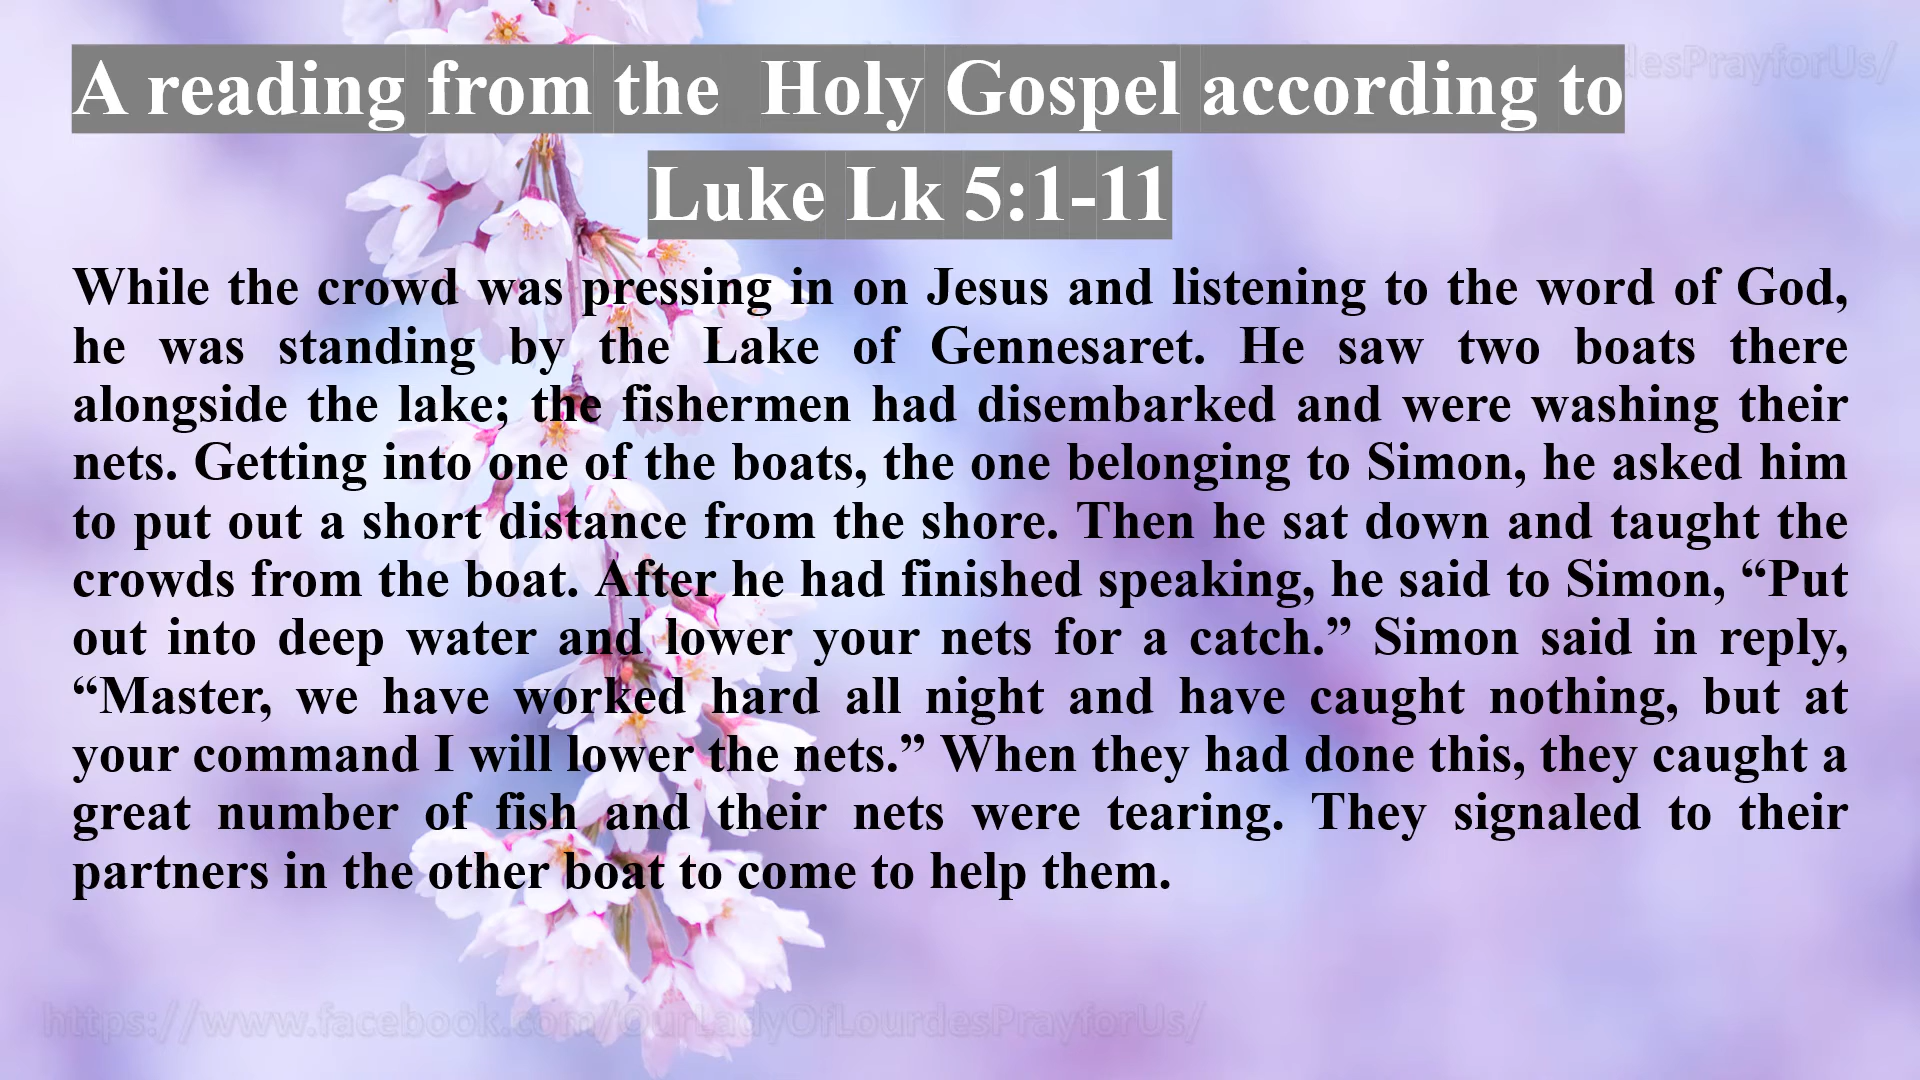 A reading from the  Holy Gospel according to
Luke Lk 5:1-11
While the crowd was pressing in on Jesus and listening to the word of God,
he was standing by the Lake of Gennesaret. He saw two boats there
alongside the lake; the fishermen had disembarked and were washing their
nets. Getting into one of the boats, the one belonging to Simon, he asked him
to put out a short distance from the shore. Then he sat down and taught the
crowds from the boat. After he had finished speaking, he said to Simon, “Put
out into deep water and lower your nets for a catch.” Simon said in reply,
“Master, we have worked hard all night and have caught nothing, but at
your command I will lower the nets.” When they had done this, they caught a
great number of fish and their nets were tearing. They signaled to their
partners in the other boat to come to help them.
https://www.facebook.com/OurLadyOfLourdesPrayforUs/